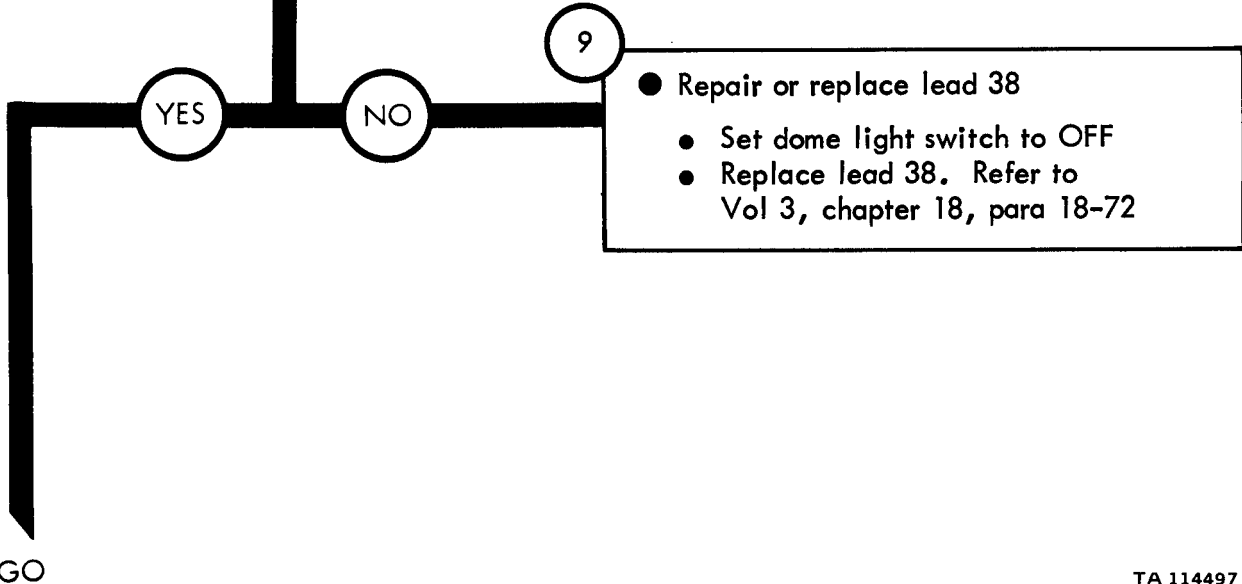 9
● Repair or replace lead 38
YES
NO
● Set dome light switch to OFF
● Replace lead 38. Refer to
Vol 3, chapter 18, para 18-72
GO
TA 114497